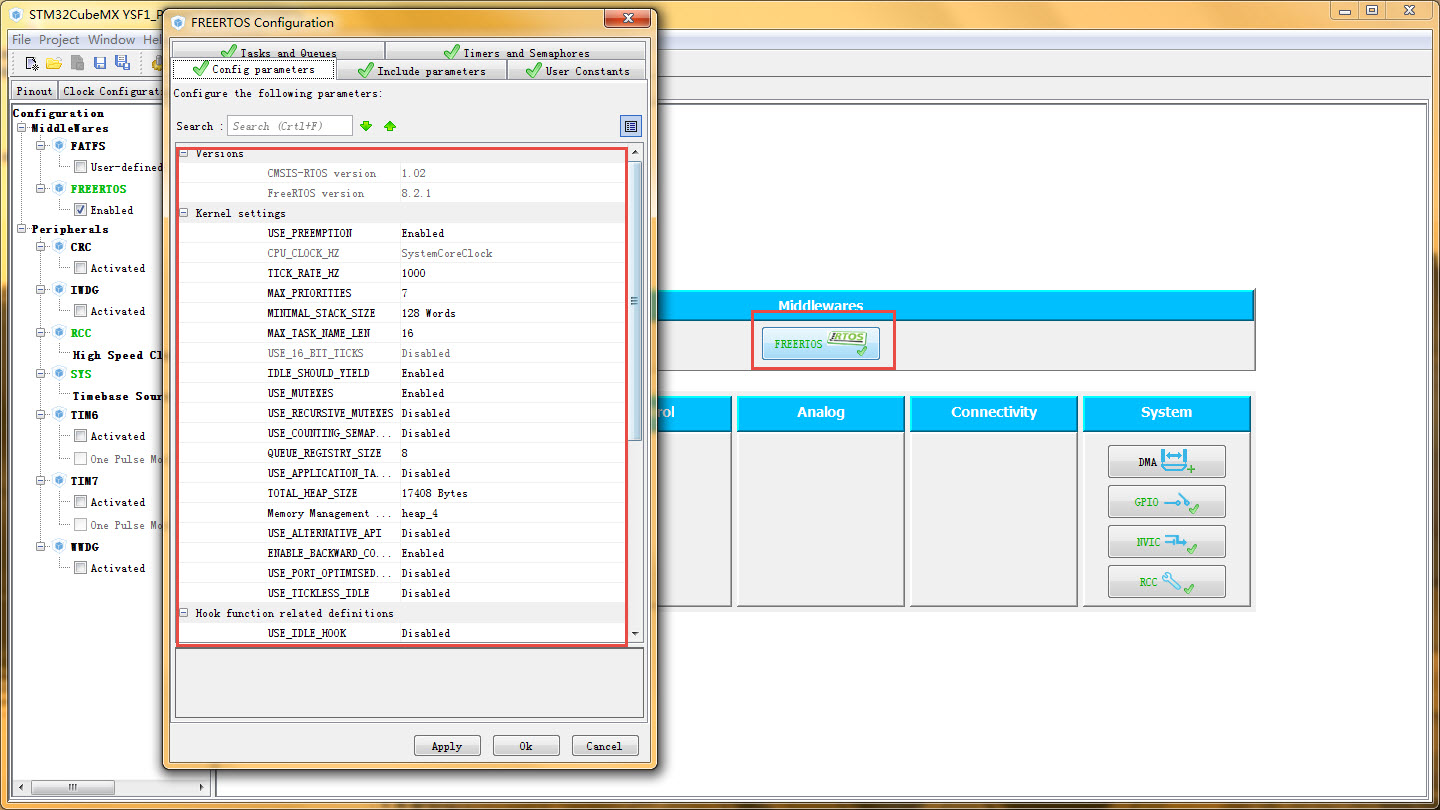 STM32CubeMX YSF1_P
File Project Window Hel
Pinout Clock Configurati
Configuration
MiddleWares
FATFS
User-defined
FREERTOS
Enabled
Peripherals
CRC
Activated
IWDG
Activated
RCC
High Speed Cl
SYS
Timebase Sour
TIM6
Activated
One Pulse Mo
TIM7
Activated
One Pulse Mo
WWDG
Activated
FREERTOS Configuration
Tasks and Queues Timers and Semaphores
Config parameters Include parameters User Constants
Configure the following parameters:
Search : Search (Crtl+F)
Versions
CMSIS-RTOS version 1.02
FreeRTOS version 8.2.1
Kernel settings
USE_PREEMPTION Enabled
CPU_CLOCK_HZ SystemCoreClock
TICK_RATE_HZ 1000
MAX_PRIORITIES 7
MINIMAL_STACK_SIZE 128 Words
MAX_TASK_NAME_LEN 16
USE_16_BIT_TICKS Disabled
IDLE_SHOULD_YIELD Enabled
USE_MUTEXES Enabled
USE_RECURSIVE_MUTEXES Disabled
USE_COUNTING_SEMAP... Disabled
QUEUE_REGISTRY_SIZE 8
USE_APPLICATION_TA... Disabled
TOTAL_HEAP_SIZE 17408 Bytes
Memory Management ... heap_4
USE_ALTERNATIVE_API Disabled
ENABLE_BACKWARD_CO... Enabled
USE_PORT_OPTIMISED... Disabled
USE_TICKLESS_IDLE Disabled
Hook function related definitions
USE_IDLE_HOOK Disabled
Apply Ok Cancel
Middlewares
FREERTOS RTOS
rol Analog Connectivity System
DMA
GPIO
NVIC
RCC